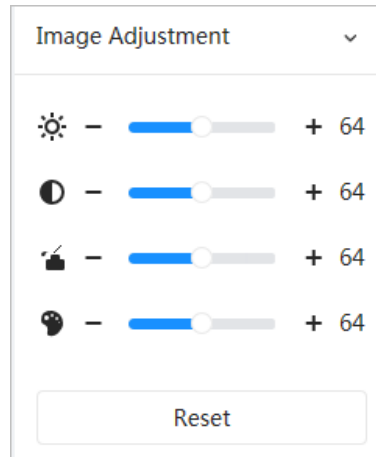 Image Adjustment
− + 64
− + 64
− + 64
− + 64
Reset